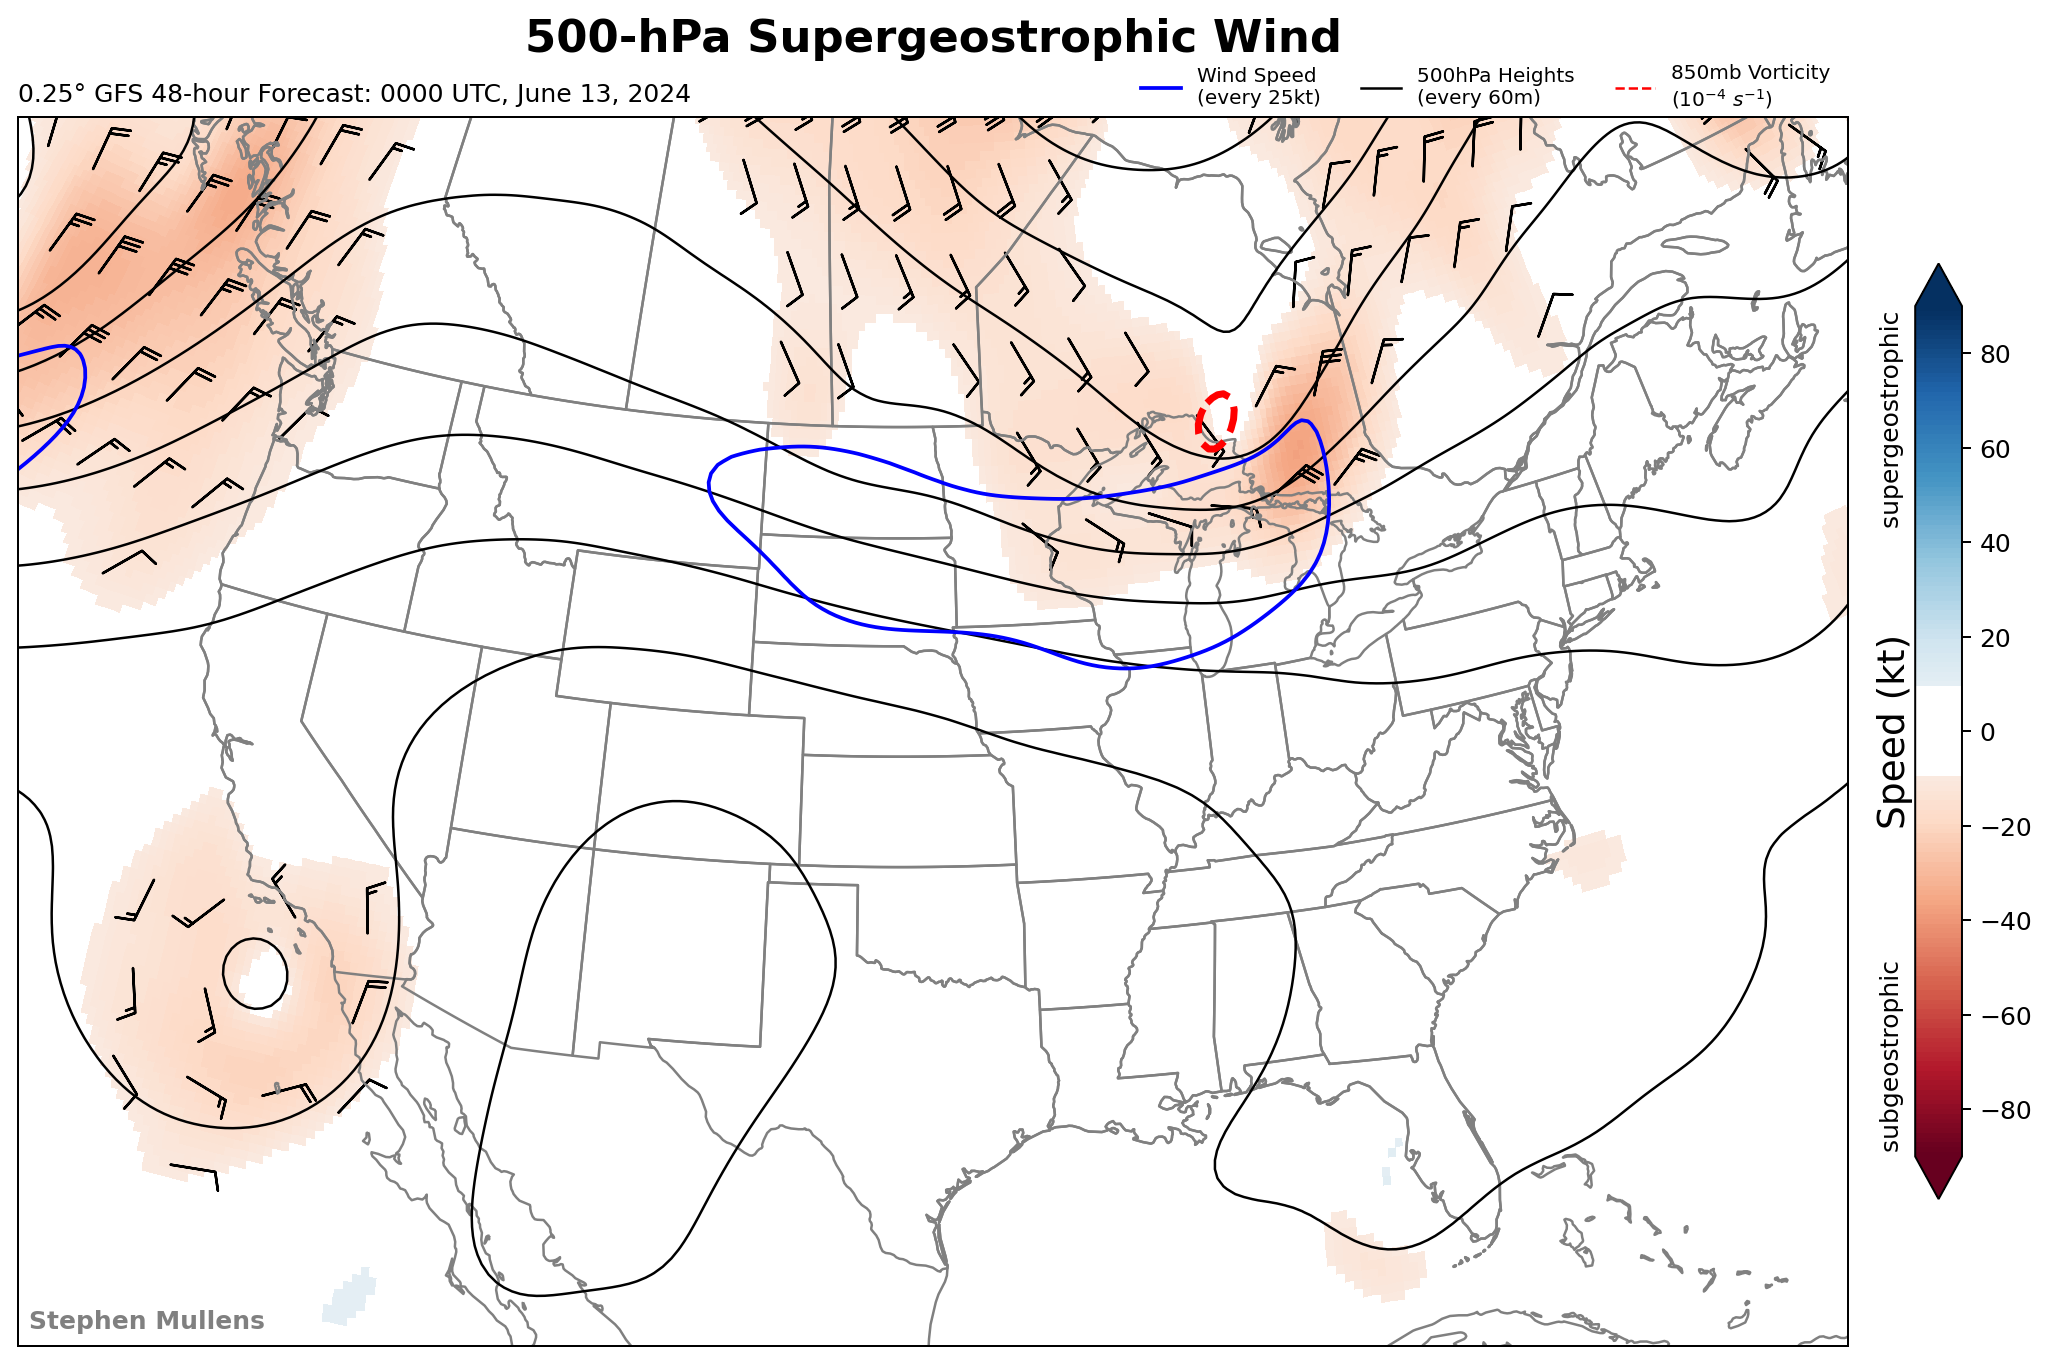 500-hPa Supergeostrophic Wind
0.25° GFS 48-hour Forecast: 0000 UTC, June 13, 2024
Wind Speed
(every 25kt)
500hPa Heights
(every 60m)
850mb Vorticity
(10⁻⁴ s⁻¹)
supergeostrophic
Speed (kt)
subgeostrophic
80
60
40
20
0
−20
−40
−60
−80
Stephen Mullens